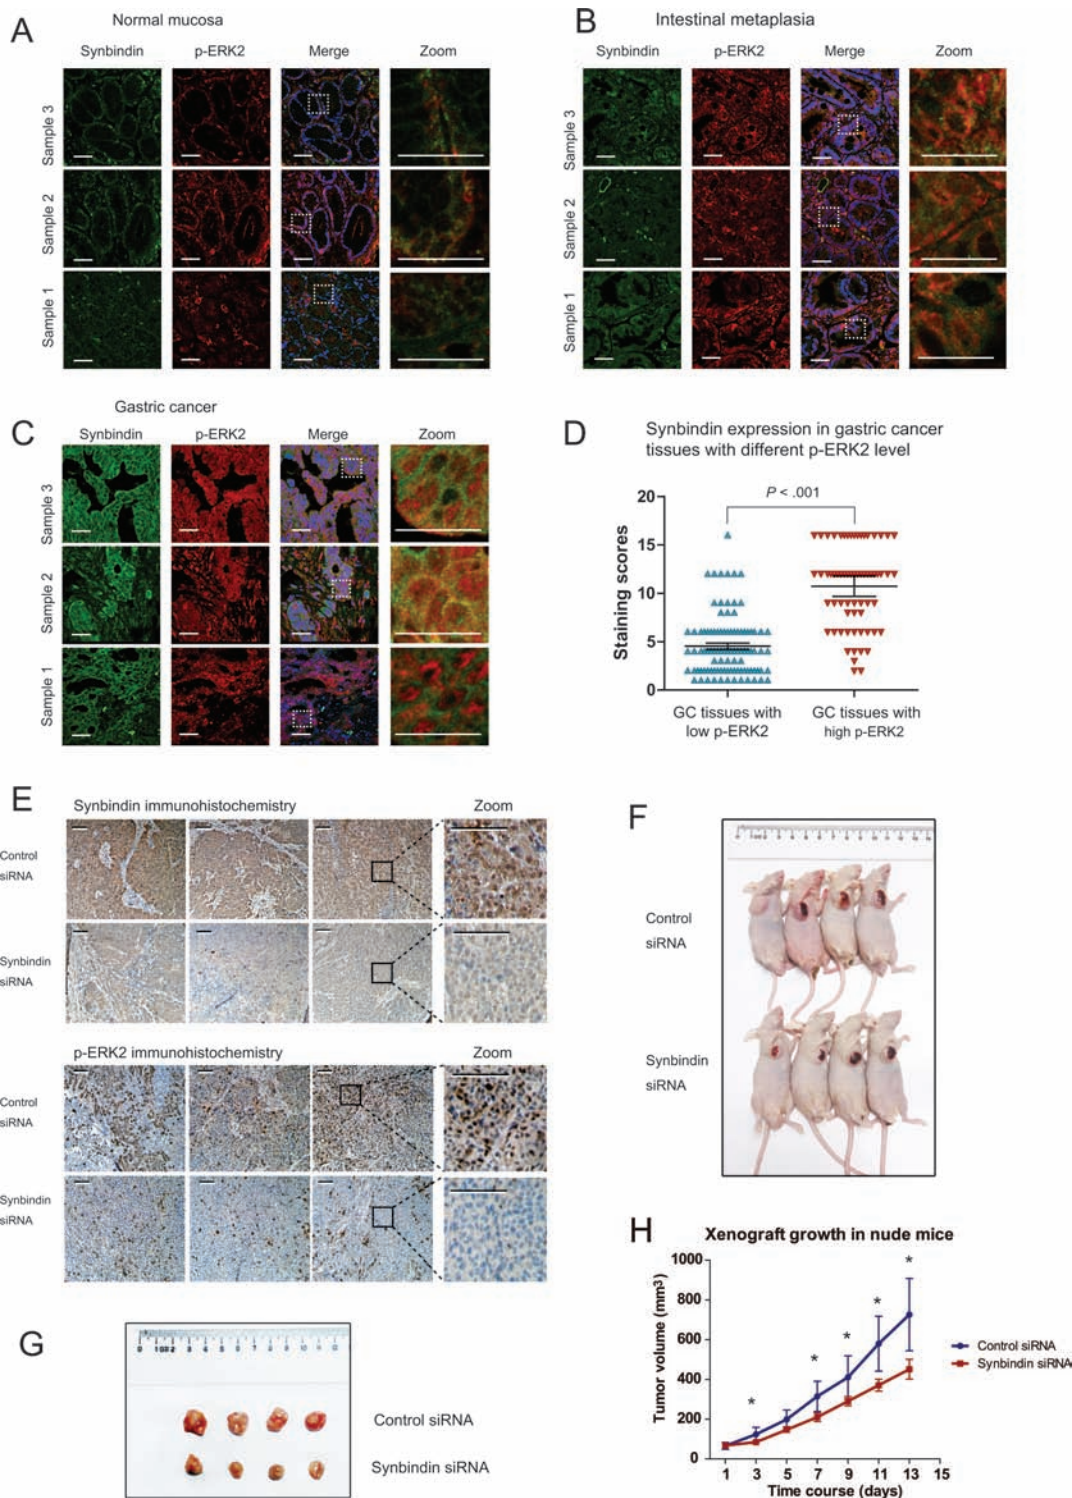 A
Normal mucosa
Synbindin p-ERK2 Merge Zoom
Sample 3
Sample 2
Sample 1
B
Intestinal metaplasia
Synbindin p-ERK2 Merge Zoom
Sample 3
Sample 2
Sample 1
C
Gastric cancer
Synbindin p-ERK2 Merge Zoom
Sample 3
Sample 2
Sample 1
D
Synbindin expression in gastric cancer
tissues with different p-ERK2 level
P < .001
Staining scores
20
15
10
5
0
GC tissues with
low p-ERK2
GC tissues with
high p-ERK2
E
Synbindin immunohistochemistry Zoom
Control
siRNA
Synbindin
siRNA
p-ERK2 immunohistochemistry Zoom
Control
siRNA
Synbindin
siRNA
F
Control
siRNA
Synbindin
siRNA
G
Control siRNA
Synbindin siRNA
H
Xenograft growth in nude mice
Tumor volume (mm³)
1000
800
600
400
200
0
* * * * *
Control siRNA
Synbindin siRNA
1 3 5 7 9 11 13 15
Time course (days)